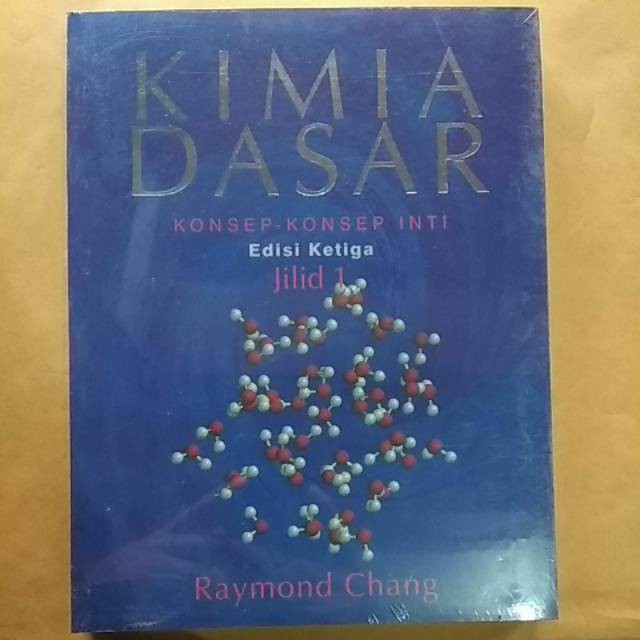 KIMIA
DASAR
KONSEP-KONSEP INTI
Edisi Ketiga
Jilid 1
Raymond Chang